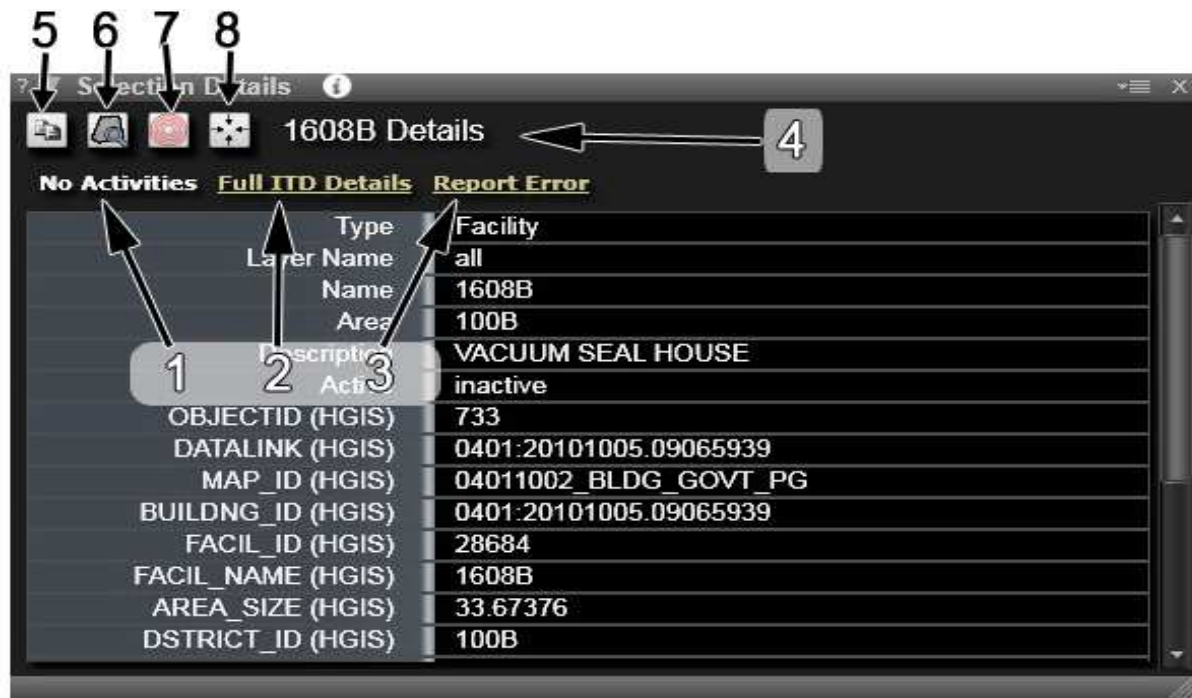 5 6 7 8
? Selection Details i
1608B Details
4
No Activities Full ITD Details Report Error
Type Facility
Layer Name all
Name 1608B
Area 100B
Description VACUUM SEAL HOUSE
1 2 3
inactive
OBJECTID (HGIS) 733
DATALINK (HGIS) 0401:20101005.09065939
MAP_ID (HGIS) 04011002_BLDG_GOVT_PG
BUILDNG_ID (HGIS) 0401:20101005.09065939
FACIL_ID (HGIS) 28684
FACIL_NAME (HGIS) 1608B
AREA_SIZE (HGIS) 33.67376
DSTRICT_ID (HGIS) 100B